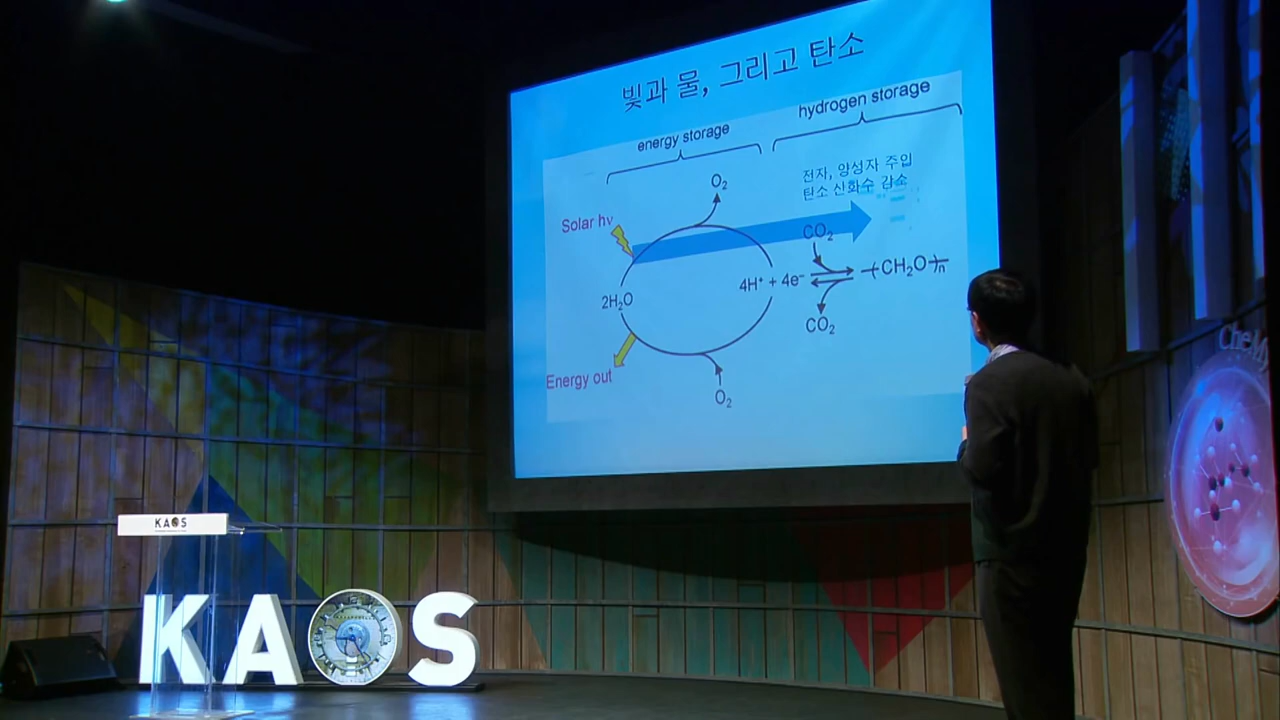 빛과 물, 그리고 탄소
energy storage
hydrogen storage
O₂
전자, 양성자 주입
탄소 산화수 감소
Solar hν
CO₂
2H₂O
4H⁺ + 4e⁻
(CH₂O)n
CO₂
Energy out
O₂
KAOS
KAOS